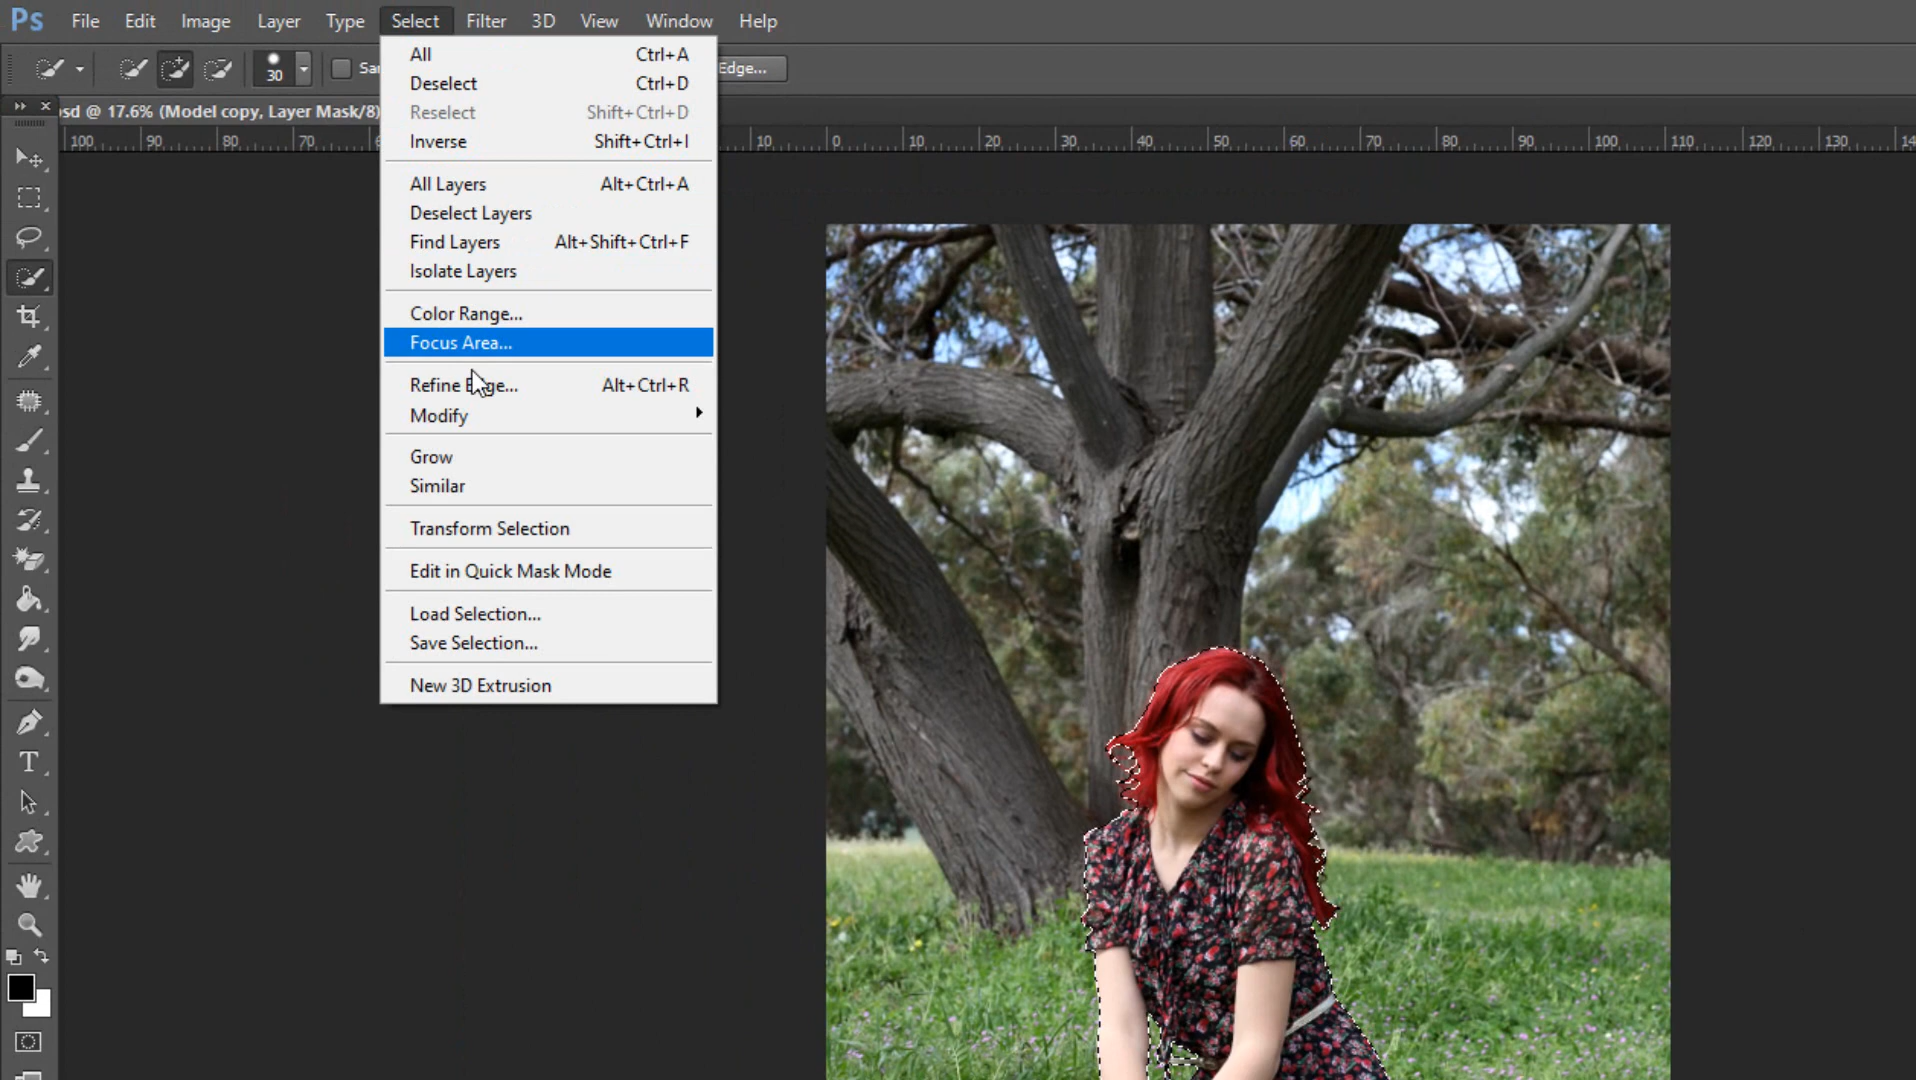 Ps File Edit Image Layer Type Select Filter 3D View Window Help
30 Edge...
sd @ 17.6% (Model copy, Layer Mask/8)
100 90 80 70 10 0 10 20 30 40 50 60 70 80 90 100 110 120 130
All Ctrl+A
Deselect Ctrl+D
Reselect Shift+Ctrl+D
Inverse Shift+Ctrl+I
All Layers Alt+Ctrl+A
Deselect Layers
Find Layers Alt+Shift+Ctrl+F
Isolate Layers
Color Range...
Focus Area...
Refine Edge... Alt+Ctrl+R
Modify
Grow
Similar
Transform Selection
Edit in Quick Mask Mode
Load Selection...
Save Selection...
New 3D Extrusion